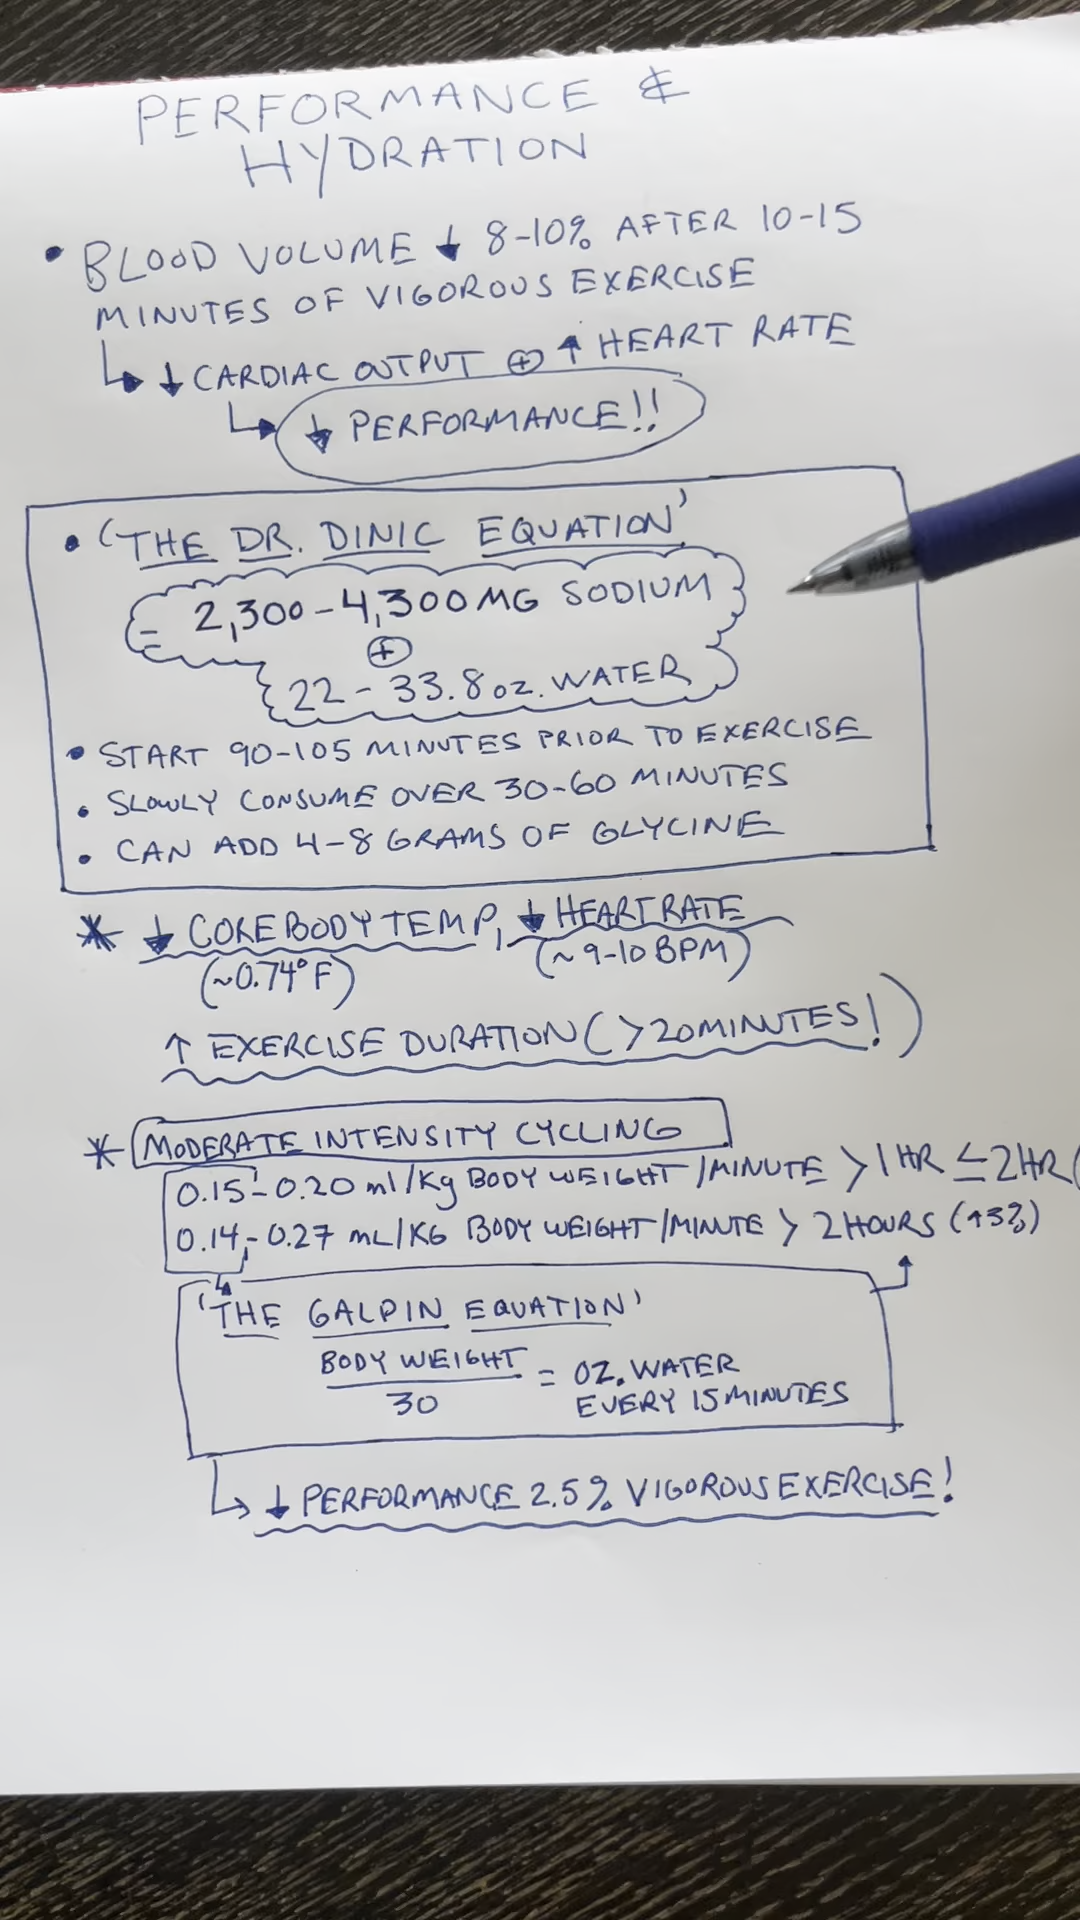 PERFORMANCE &
HYDRATION
• BLOOD VOLUME ↓ 8-10% AFTER 10-15
MINUTES OF VIGOROUS EXERCISE
↳ ↓ CARDIAC OUTPUT ⊕ ↑ HEART RATE
↳ ↓ PERFORMANCE!!
• 'THE DR. DINIC EQUATION'
= 2,300-4,300MG SODIUM
⊕
22-33.8 oz. WATER
• START 90-105 MINUTES PRIOR TO EXERCISE
• SLOWLY CONSUME OVER 30-60 MINUTES
• CAN ADD 4-8 GRAMS OF GLYCINE
* ↓ CORE BODY TEMP, ↓ HEART RATE
(~0.74°F) (~9-10 BPM)
↑ EXERCISE DURATION (>20 MINUTES!)
* MODERATE INTENSITY CYCLING
0.15-0.20 ml/Kg BODY WEIGHT/MINUTE > 1 HR ≤ 2 HR (
0.14-0.27 mL/KG BODY WEIGHT/MINUTE > 2 HOURS (↑3%)
'THE GALPIN EQUATION'
BODY WEIGHT
30
= OZ. WATER
EVERY 15 MINUTES
↳ ↓ PERFORMANCE 2.5% VIGOROUS EXERCISE!